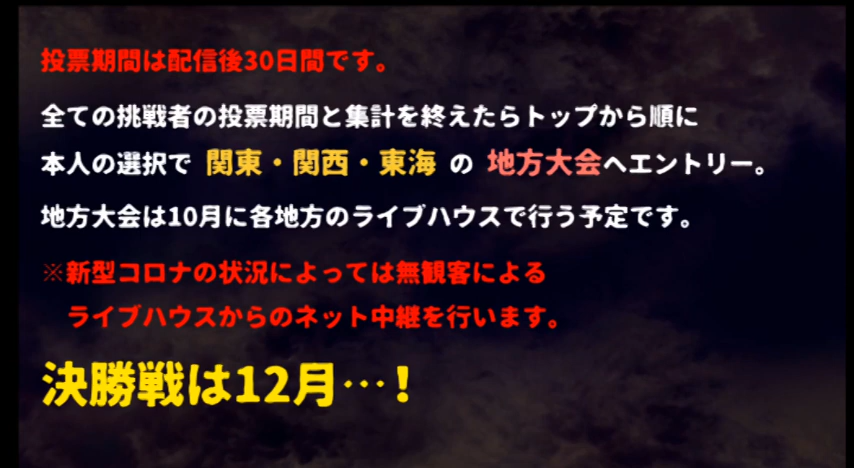 投票期間は配信後30日間です。
全ての挑戦者の投票期間と集計を終えたらトップから順に
本人の選択で 関東・関西・東海 の 地方大会へエントリー。
地方大会は10月に各地方のライブハウスで行う予定です。
※新型コロナの状況によっては無観客による
ライブハウスからのネット中継を行います。
決勝戦は12月…！